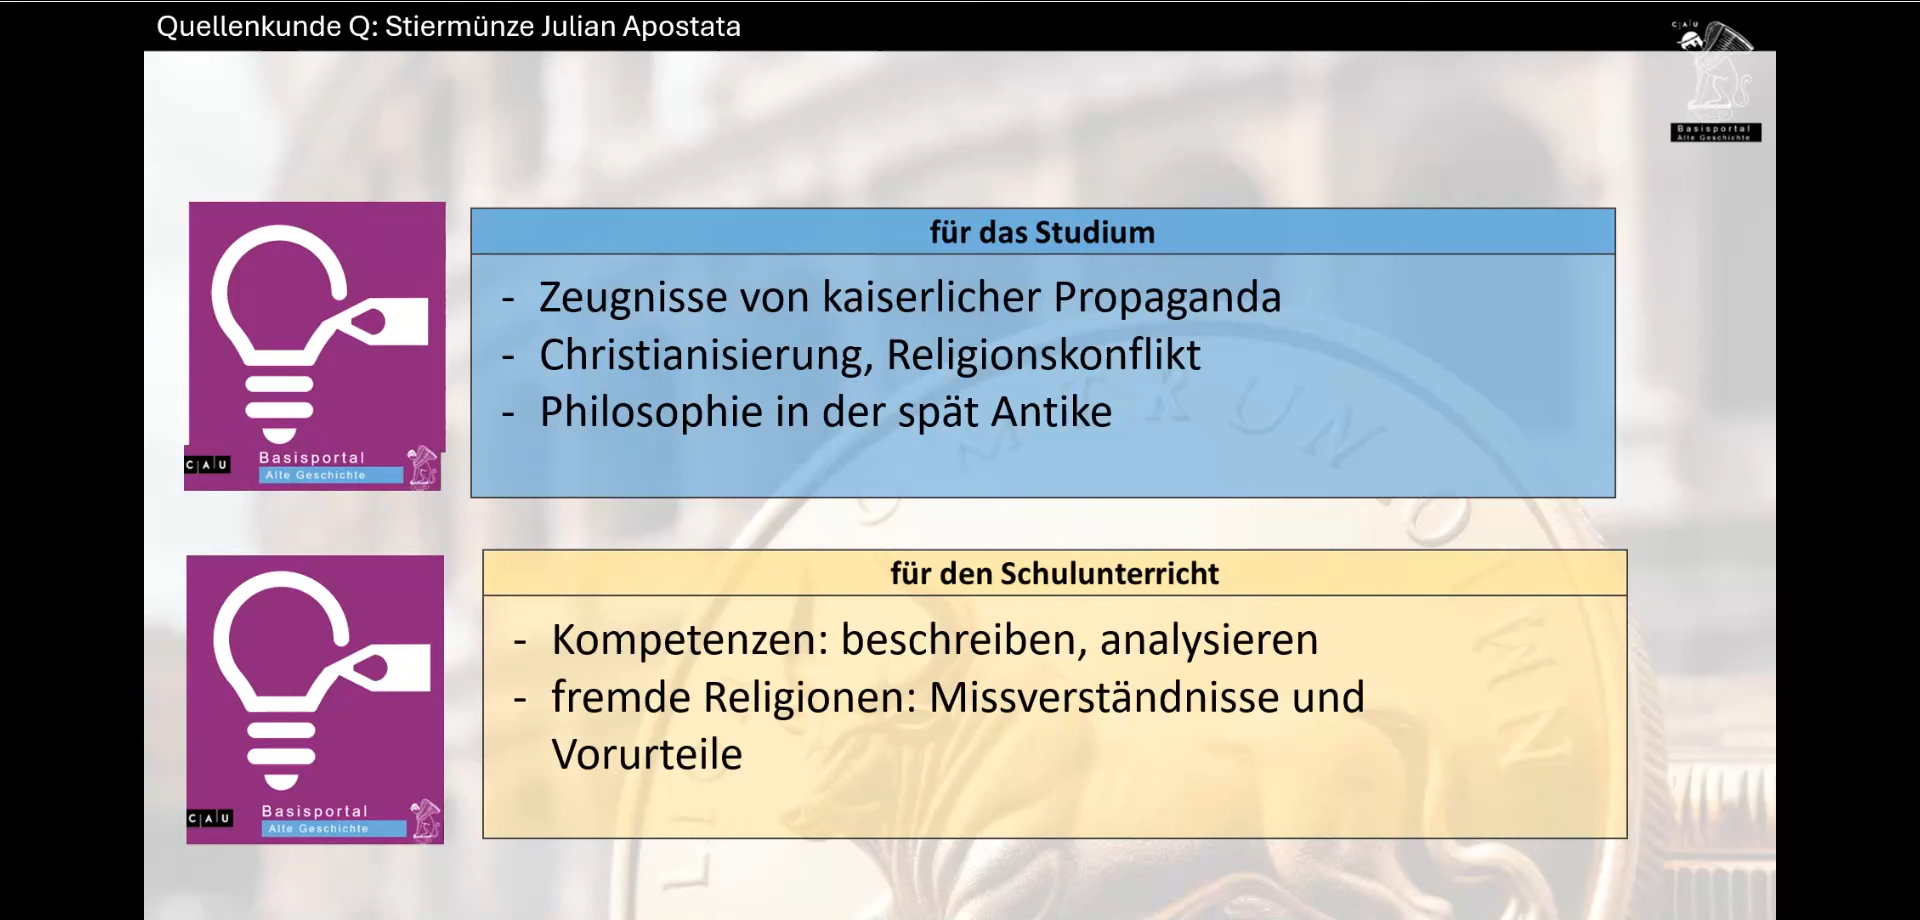 Quellenkunde Q: Stiermünze Julian Apostata
C|A|U
Basisportal
Alte Geschichte
für das Studium
- Zeugnisse von kaiserlicher Propaganda
- Christianisierung, Religionskonflikt
- Philosophie in der spät Antike
C|A|U
Basisportal
Alte Geschichte
für den Schulunterricht
- Kompetenzen: beschreiben, analysieren
- fremde Religionen: Missverständnisse und
Vorurteile
C|A|U
Basisportal
Alte Geschichte